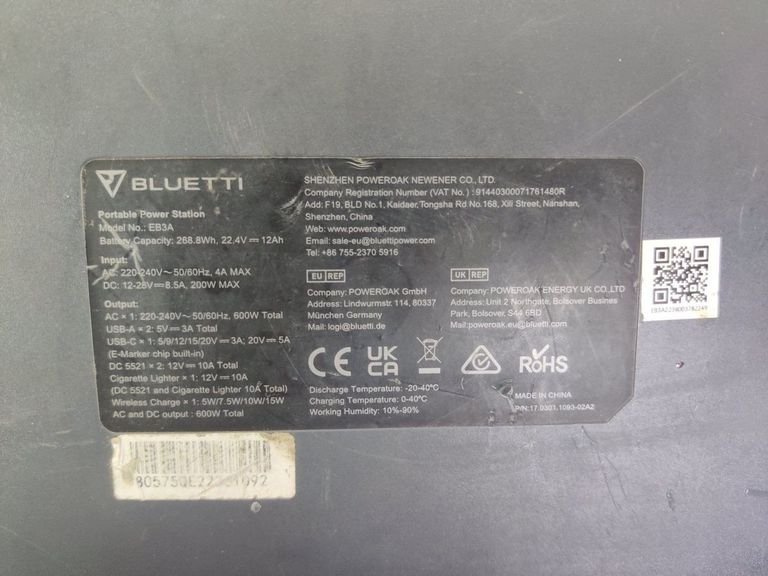 BLUETTI
Portable Power Station
Model No.: EB3A
Battery Capacity: 268.8Wh, 22.4V⎓12Ah
Input:
AC: 220-240V~50/60Hz, 4A MAX
DC: 12-28V⎓8.5A, 200W MAX
Output:
AC × 1: 220-240V~ 50/60Hz, 600W Total
USB-A × 2: 5V⎓3A Total
USB-C × 1: 5/9/12/15/20V⎓3A; 20V⎓5A
(E-Marker chip built-in)
DC 5521 × 2: 12V⎓10A Total
Cigarette Lighter × 1: 12V⎓10A
(DC 5521 and Cigarette Lighter 10A Total)
Wireless Charge × 1: 5W/7.5W/10W/15W
AC and DC output : 600W Total
SHENZHEN POWEROAK NEWENER CO., LTD.
Company Registration Number (VAT No.) : 91440300071761480R
Add: F19, BLD No.1, Kaidaer, Tongsha Rd No.168, Xili Street, Nanshan,
Shenzhen, China
Web: www.poweroak.com
Email: sale-eu@bluettipower.com
Tel: +86 755-2370 5916
EU REP
Company: POWEROAK GmbH
Address: Lindwurmstr 114, 80337
München Germany
Mail: logi@bluetti.de
UK REP
Company: POWEROAK ENERGY UK CO.,LTD
Address: Unit 2 Northgate, Bolsover Busines
Park, Bolsover, S44 6BD
Mail: poweroak.eu@bluetti.com
CE
UK
CA
RoHS
Discharge Temperature: -20-40℃
Charging Temperature: 0-40℃
Working Humidity: 10%-90%
MADE IN CHINA
P/N: 17.0301.1093-02A2
EB3A2238003782249